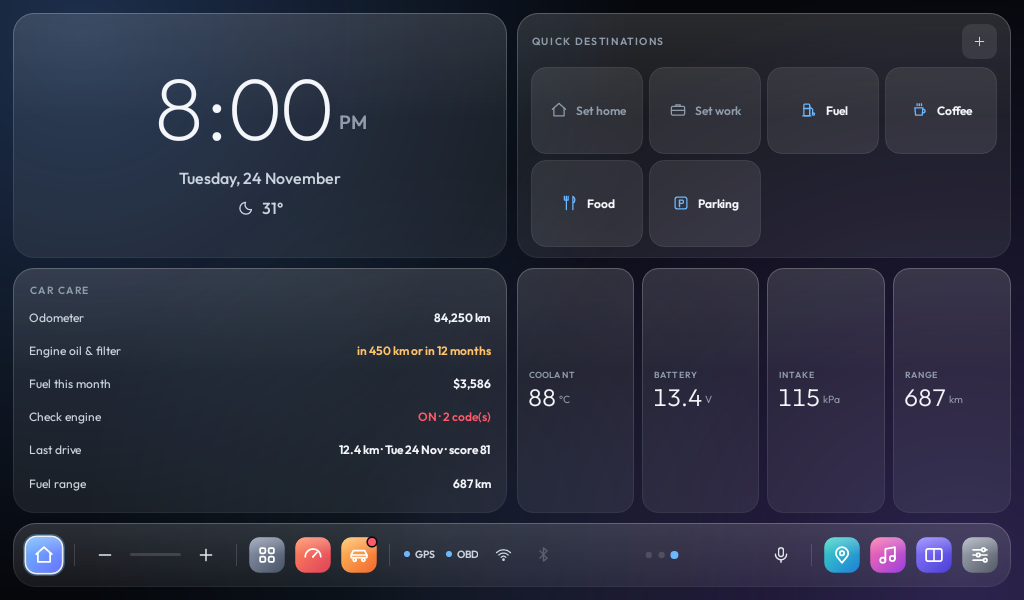 8:00 PM
Tuesday, 24 November
31°
QUICK DESTINATIONS
+
Set home
Set work
Fuel
Coffee
Food
Parking
CAR CARE
Odometer 84,250 km
Engine oil & filter in 450 km or in 12 months
Fuel this month $3,586
Check engine ON · 2 code(s)
Last drive 12.4 km · Tue 24 Nov · score 81
Fuel range 687 km
COOLANT
88 °C
BATTERY
13.4 V
INTAKE
115 kPa
RANGE
687 km
GPS OBD